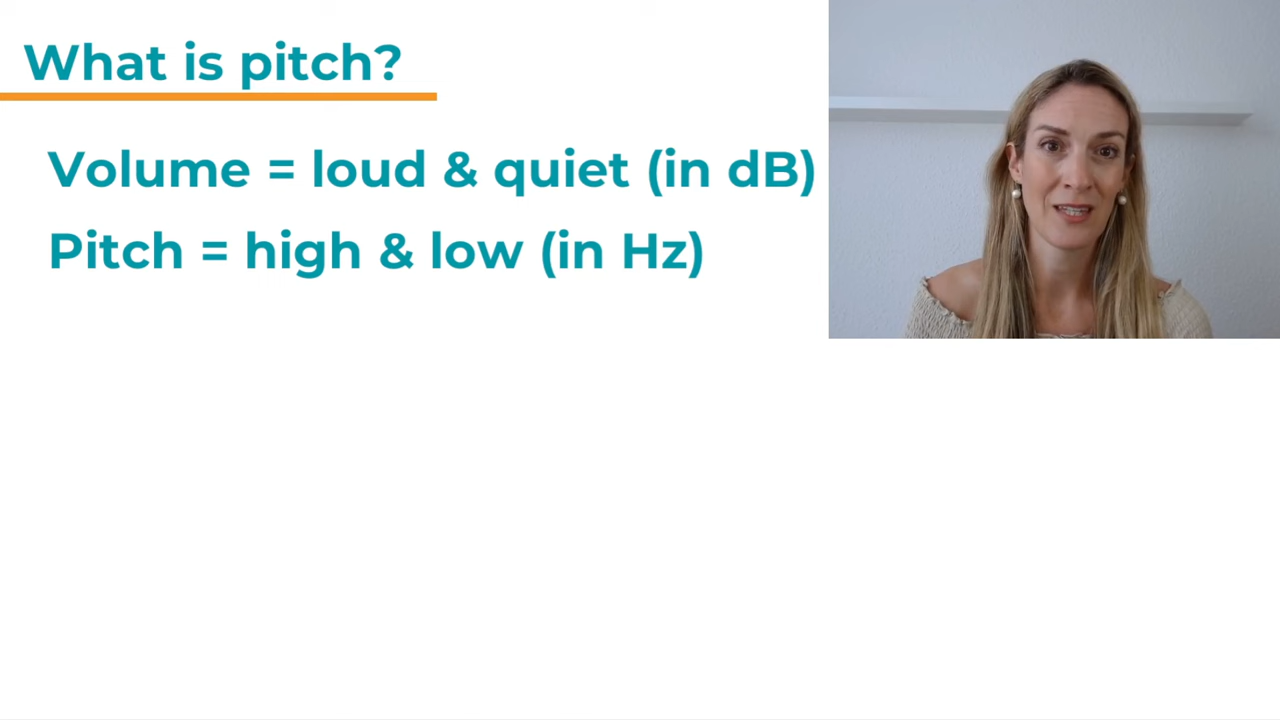 What is pitch?
Volume = loud & quiet (in dB)
Pitch = high & low (in Hz)